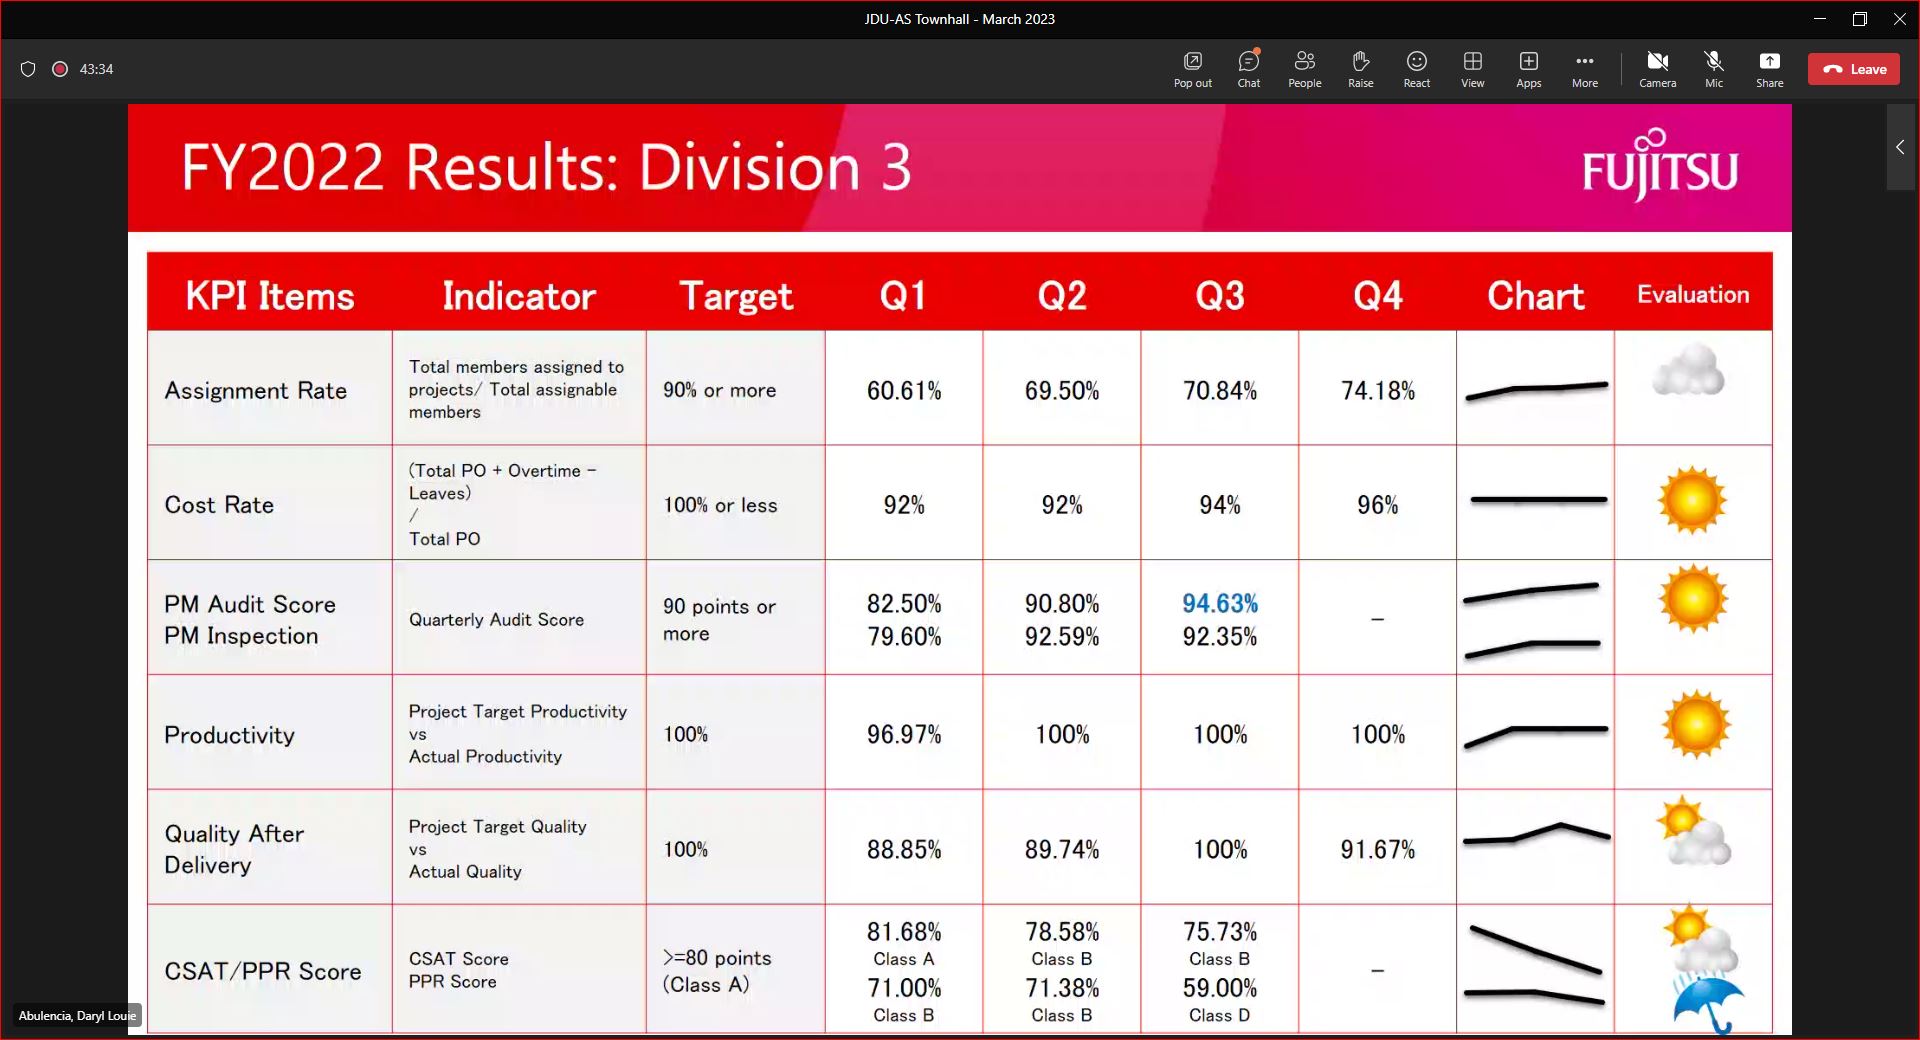 JDU-AS Townhall - March 2023
43:34
Pop out
Chat
People
Raise
React
View
Apps
More
Camera
Mic
Share
Leave
FY2022 Results: Division 3
FUJITSU
KPI Items Indicator Target Q1 Q2 Q3 Q4 Chart Evaluation
Assignment Rate
Total members assigned to
projects/ Total assignable
members
90% or more
60.61%
69.50%
70.84%
74.18%
Cost Rate
(Total PO + Overtime -
Leaves)
/
Total PO
100% or less
92%
92%
94%
96%
PM Audit Score
PM Inspection
Quarterly Audit Score
90 points or
more
82.50%
79.60%
90.80%
92.59%
94.63%
92.35%
-
Productivity
Project Target Productivity
vs
Actual Productivity
100%
96.97%
100%
100%
100%
Quality After
Delivery
Project Target Quality
vs
Actual Quality
100%
88.85%
89.74%
100%
91.67%
CSAT/PPR Score
CSAT Score
PPR Score
>=80 points
(Class A)
81.68%
Class A
71.00%
Class B
78.58%
Class B
71.38%
Class B
75.73%
Class B
59.00%
Class D
-
Abulencia, Daryl Louie